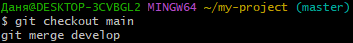 Даня@DESKTOP-3CVBGL2 MINGW64 ~/my-project (master)
$ git checkout main
git merge develop